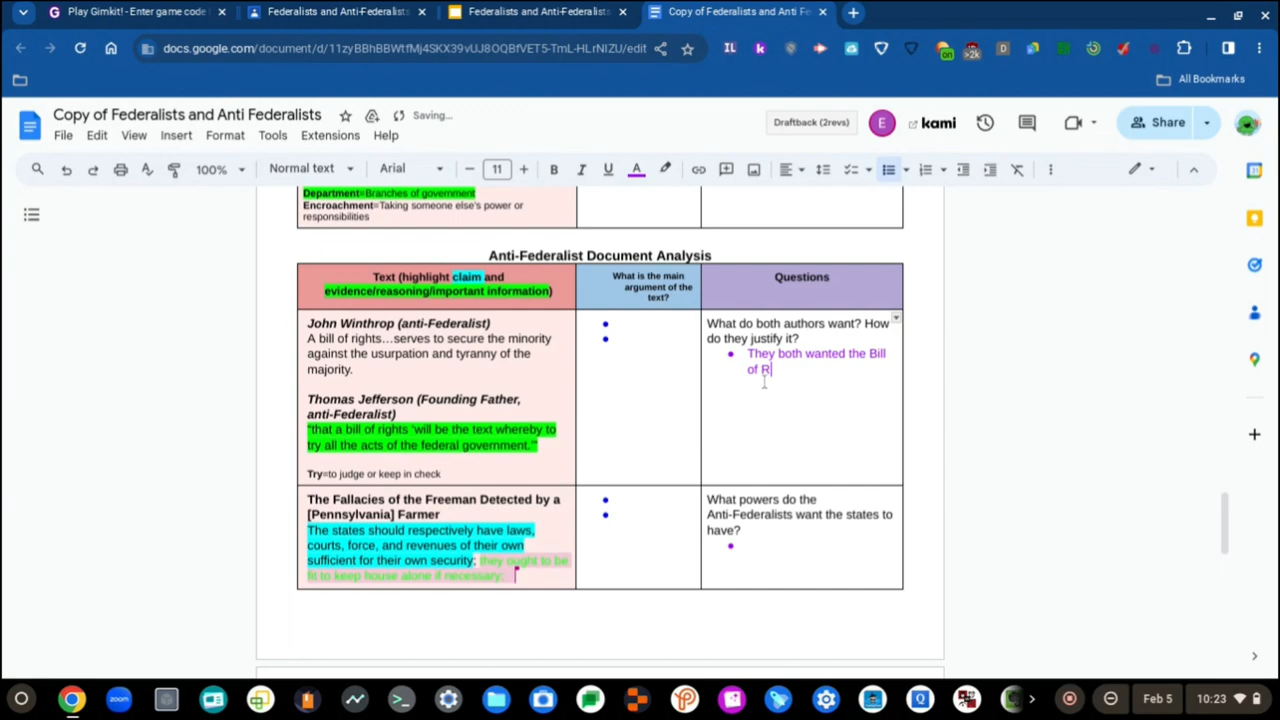 Play Gimkit! - Enter game code
Federalists and Anti-Federalists
Federalists and Anti-Federalists
Copy of Federalists and Anti Fe
docs.google.com/document/d/11zyBBhBBWtfMj4SKX39vUJ8OQBfVET5-TmL-HLrNIZU/edit
All Bookmarks
Copy of Federalists and Anti Federalists
Saving...
File Edit View Insert Format Tools Extensions Help
Draftback (2revs)
E
kami
Share
100%
Normal text
Arial
11
Department=Branches of government
Encroachment=Taking someone else's power or
responsibilities
Anti-Federalist Document Analysis
Text (highlight claim and
evidence/reasoning/important information)
What is the main
argument of the
text?
Questions
John Winthrop (anti-Federalist)
A bill of rights…serves to secure the minority
against the usurpation and tyranny of the
majority.
Thomas Jefferson (Founding Father,
anti-Federalist)
"that a bill of rights 'will be the text whereby to
try all the acts of the federal government.'"
Try=to judge or keep in check
What do both authors want? How
do they justify it?
They both wanted the Bill
of R
The Fallacies of the Freeman Detected by a
[Pennsylvania] Farmer
The states should respectively have laws,
courts, force, and revenues of their own
sufficient for their own security; they ought to be
fit to keep house alone if necessary;
What powers do the
Anti-Federalists want the states to
have?
Feb 5
10:23